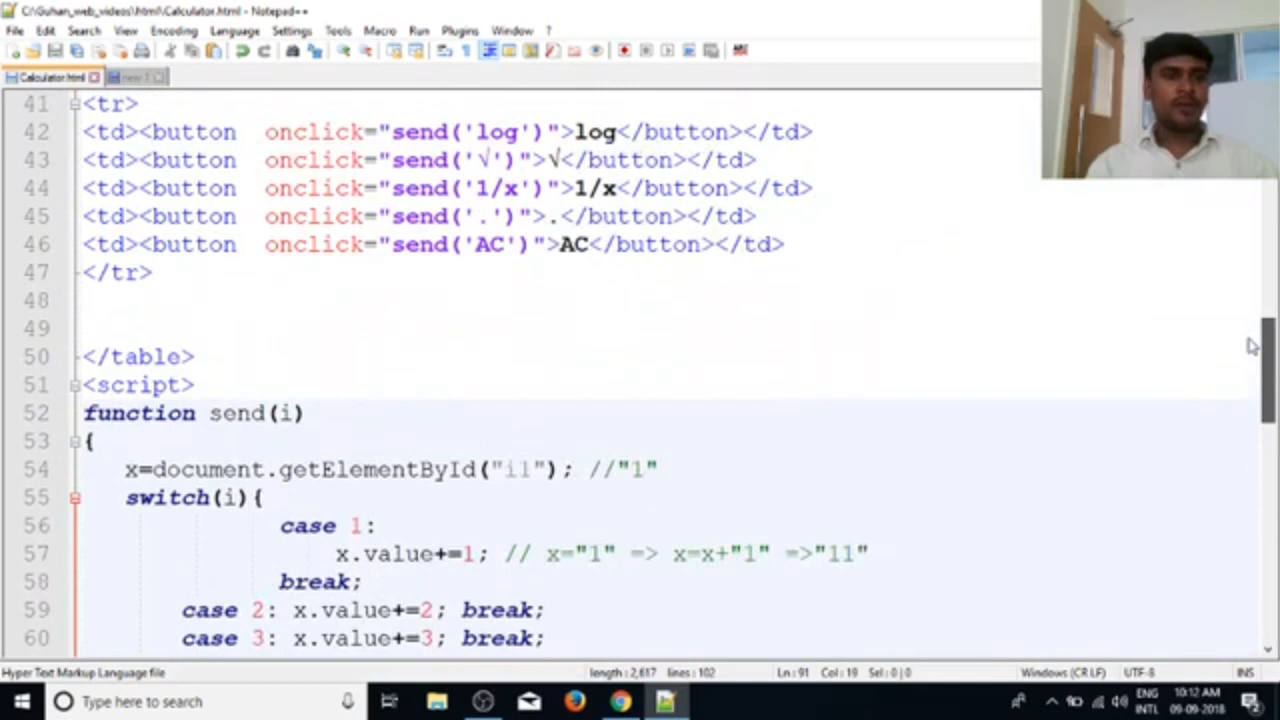 C:\Guhan_web_videos\html\Calculator.html - Notepad++
File Edit Search View Encoding Language Settings Tools Macro Run Plugins Window ?
Calculator.html new 1
41 <tr>
42 <td><button onclick="send('log')">log</button></td>
43 <td><button onclick="send('√')">√</button></td>
44 <td><button onclick="send('1/x')">1/x</button></td>
45 <td><button onclick="send('.')">.</button></td>
46 <td><button onclick="send('AC')">AC</button></td>
47 </tr>
48
49
50 </table>
51 <script>
52 function send(i)
53 {
54 x=document.getElementById("i1"); //"1"
55 switch(i){
56 case 1:
57 x.value+=1; // x="1" => x=x+"1" =>"11"
58 break;
59 case 2: x.value+=2; break;
60 case 3: x.value+=3; break;
Hyper Text Markup Language file length : 2,617 lines : 102 Ln : 91 Col : 19 Sel : 0 | 0 Windows (CR LF) UTF-8 INS
Type here to search ENG 10:12 AM
INTL 09-09-2018